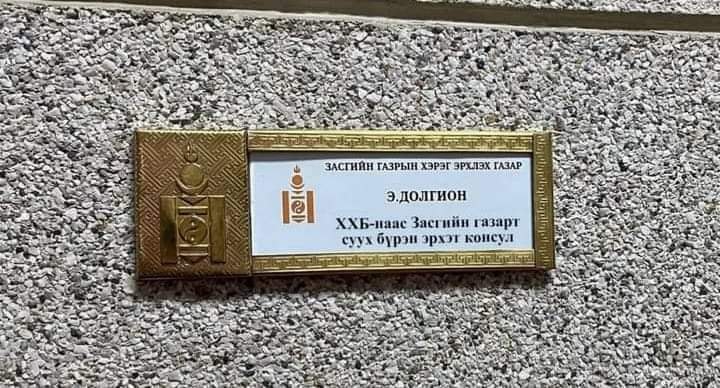 ЗАСГИЙН ГАЗРЫН ХЭРЭГ ЭРХЛЭХ ГАЗАР
Э.ДОЛГИОН
ХХБ-наас Засгийн газарт
суух бүрэн эрхэт консул